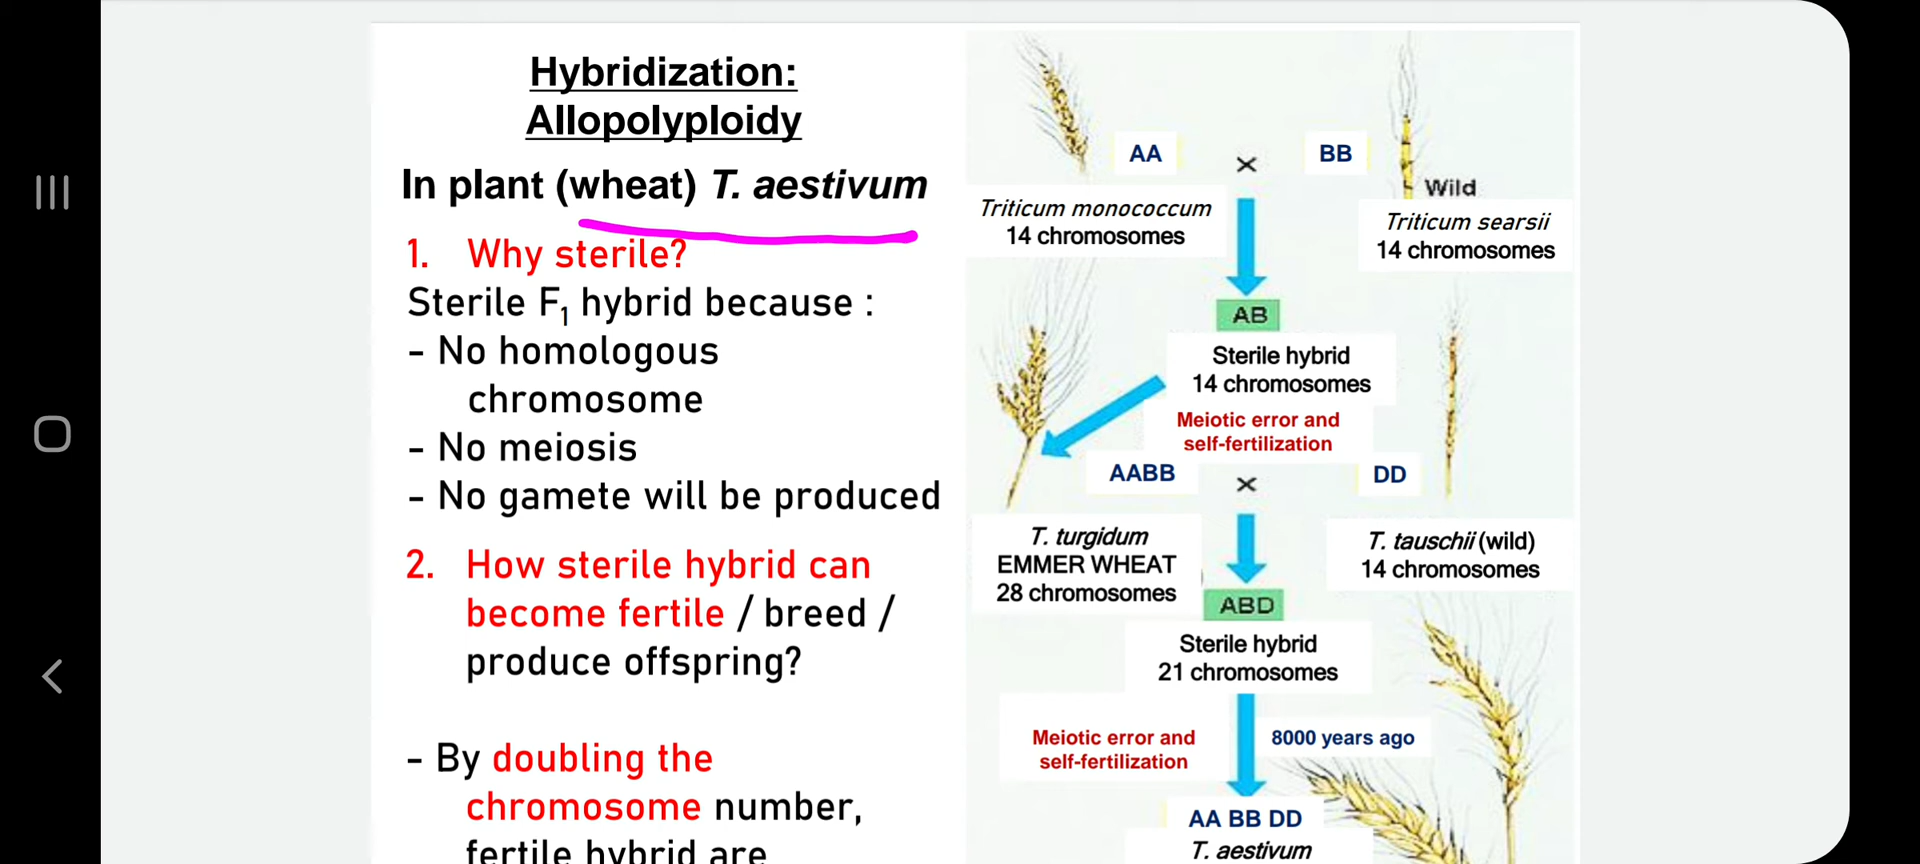 Hybridization:
Allopolyploidy
In plant (wheat) T. aestivum
1. Why sterile?
Sterile F₁ hybrid because :
- No homologous
chromosome
- No meiosis
- No gamete will be produced
2. How sterile hybrid can
become fertile / breed /
produce offspring?
- By doubling the
chromosome number,
fertile hybrid are
AA
×
BB
Wild
Triticum monococcum
14 chromosomes
Triticum searsii
14 chromosomes
AB
Sterile hybrid
14 chromosomes
Meiotic error and
self-fertilization
AABB
×
DD
T. turgidum
EMMER WHEAT
28 chromosomes
T. tauschii (wild)
14 chromosomes
ABD
Sterile hybrid
21 chromosomes
Meiotic error and
self-fertilization
8000 years ago
AA BB DD
T. aestivum